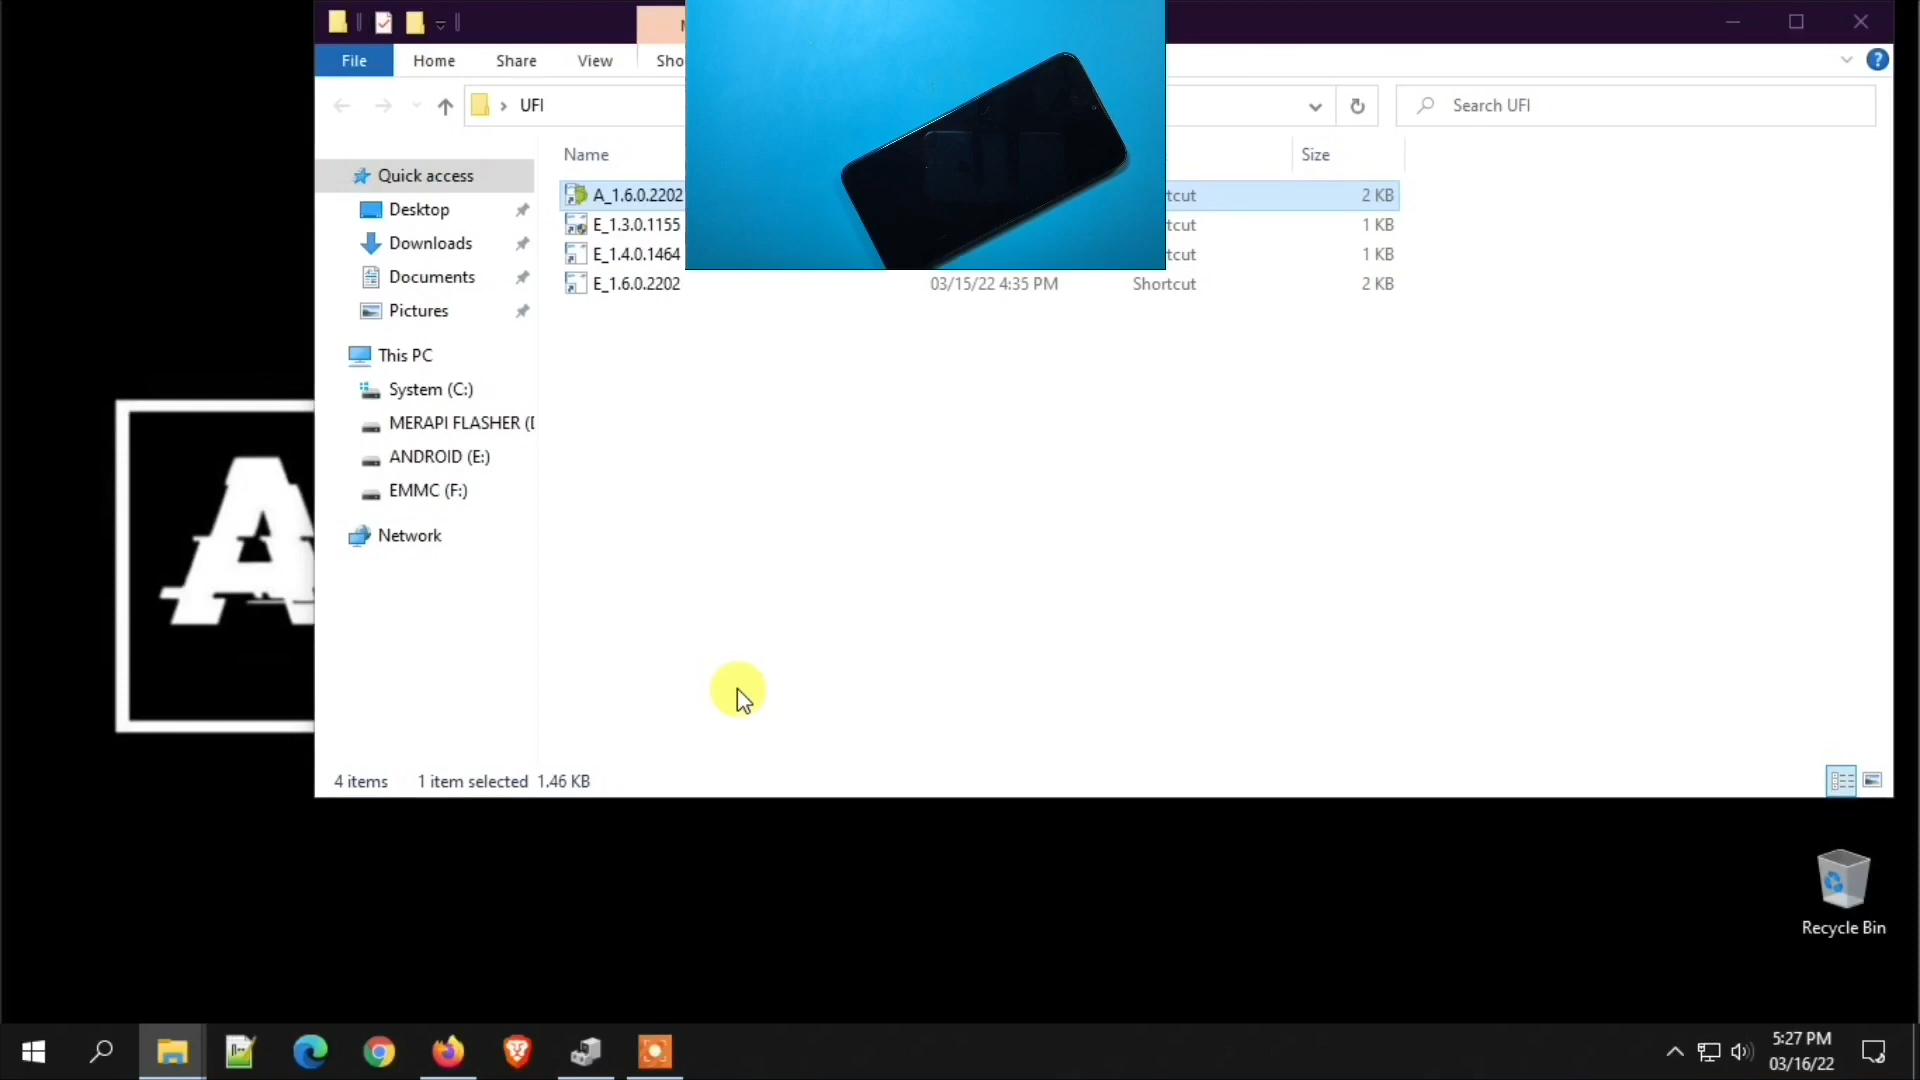 File Home Share View Sho
UFI Search UFI
Name Size
Quick access
Desktop
Downloads
Documents
Pictures
This PC
System (C:)
MERAPI FLASHER (
ANDROID (E:)
EMMC (F:)
Network
A_1.6.0.2202 tcut 2 KB
E_1.3.0.1155 tcut 1 KB
E_1.4.0.1464 tcut 1 KB
E_1.6.0.2202 03/15/22 4:35 PM Shortcut 2 KB
A
4 items 1 item selected 1.46 KB
Recycle Bin
5:27 PM
03/16/22